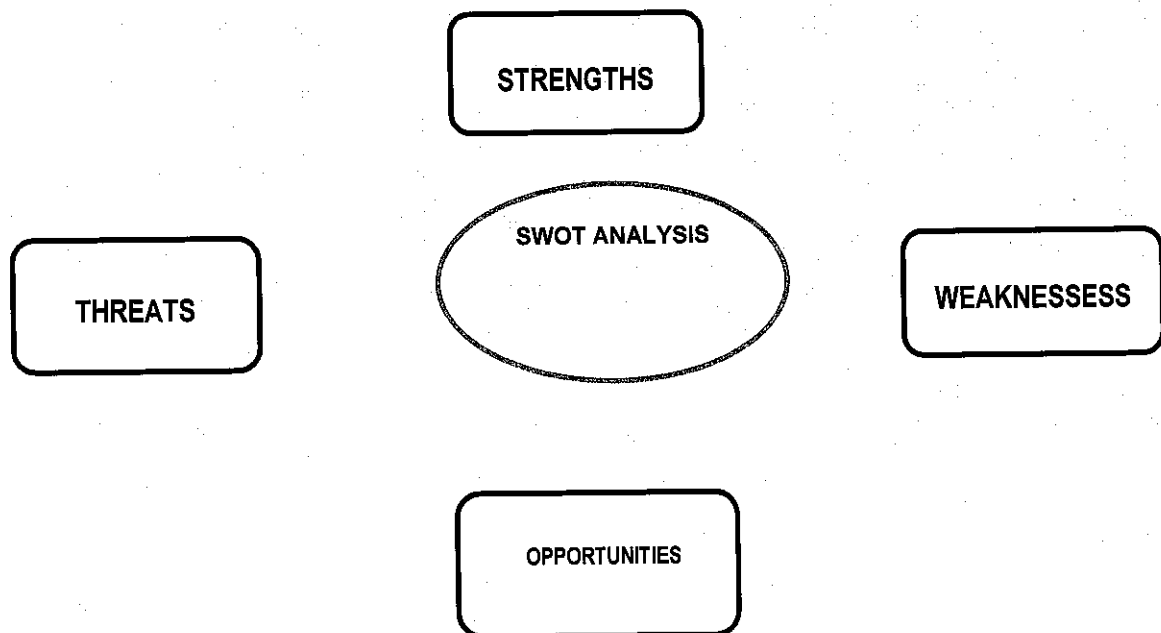 STRENGTHS
SWOT ANALYSIS
THREATS
WEAKNESSESS
OPPORTUNITIES